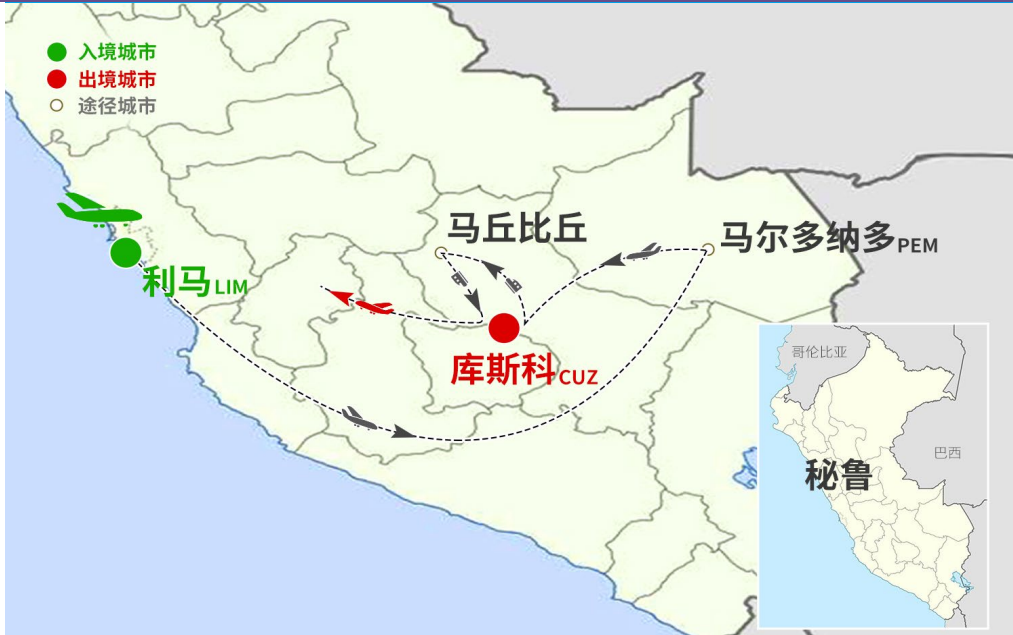 入境城市
出境城市
途径城市
马丘比丘
马尔多纳多PEM
利马LIM
库斯科CUZ
哥伦比亚
巴西
秘鲁